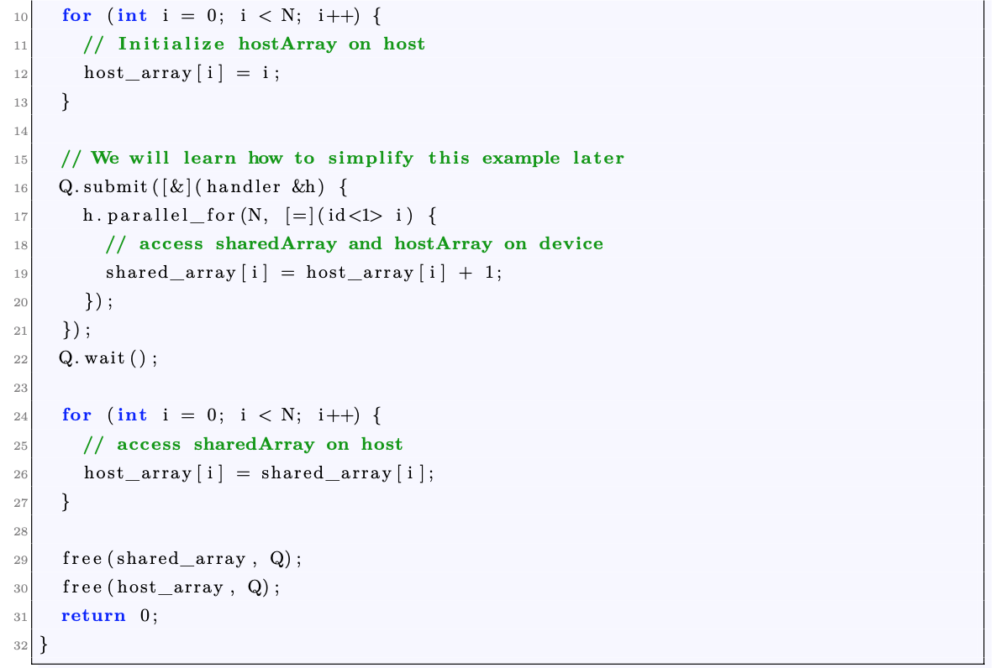 10 for (int i = 0; i < N; i++) {
11 // Initialize hostArray on host
12 host_array[i] = i;
13 }
14
15 // We will learn how to simplify this example later
16 Q.submit([&](handler &h) {
17 h.parallel_for(N, [=](id<1> i) {
18 // access sharedArray and hostArray on device
19 shared_array[i] = host_array[i] + 1;
20 });
21 });
22 Q.wait();
23
24 for (int i = 0; i < N; i++) {
25 // access sharedArray on host
26 host_array[i] = shared_array[i];
27 }
28
29 free(shared_array, Q);
30 free(host_array, Q);
31 return 0;
32 }